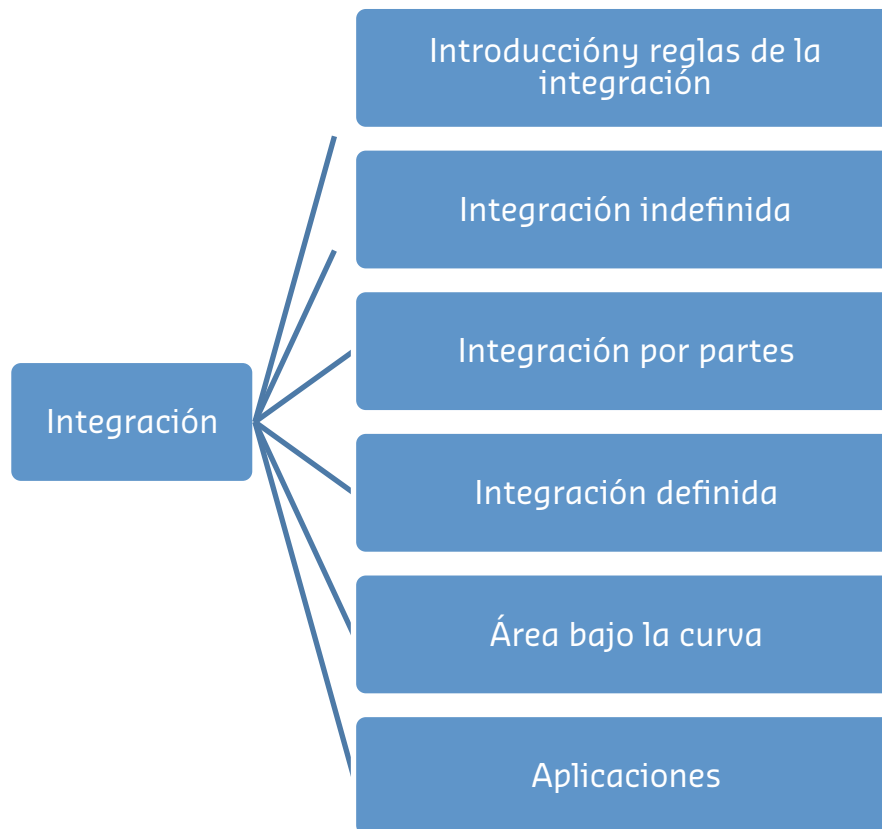 Introduccióny reglas de la
integración
Integración indefinida
Integración por partes
Integración
Integración definida
Área bajo la curva
Aplicaciones